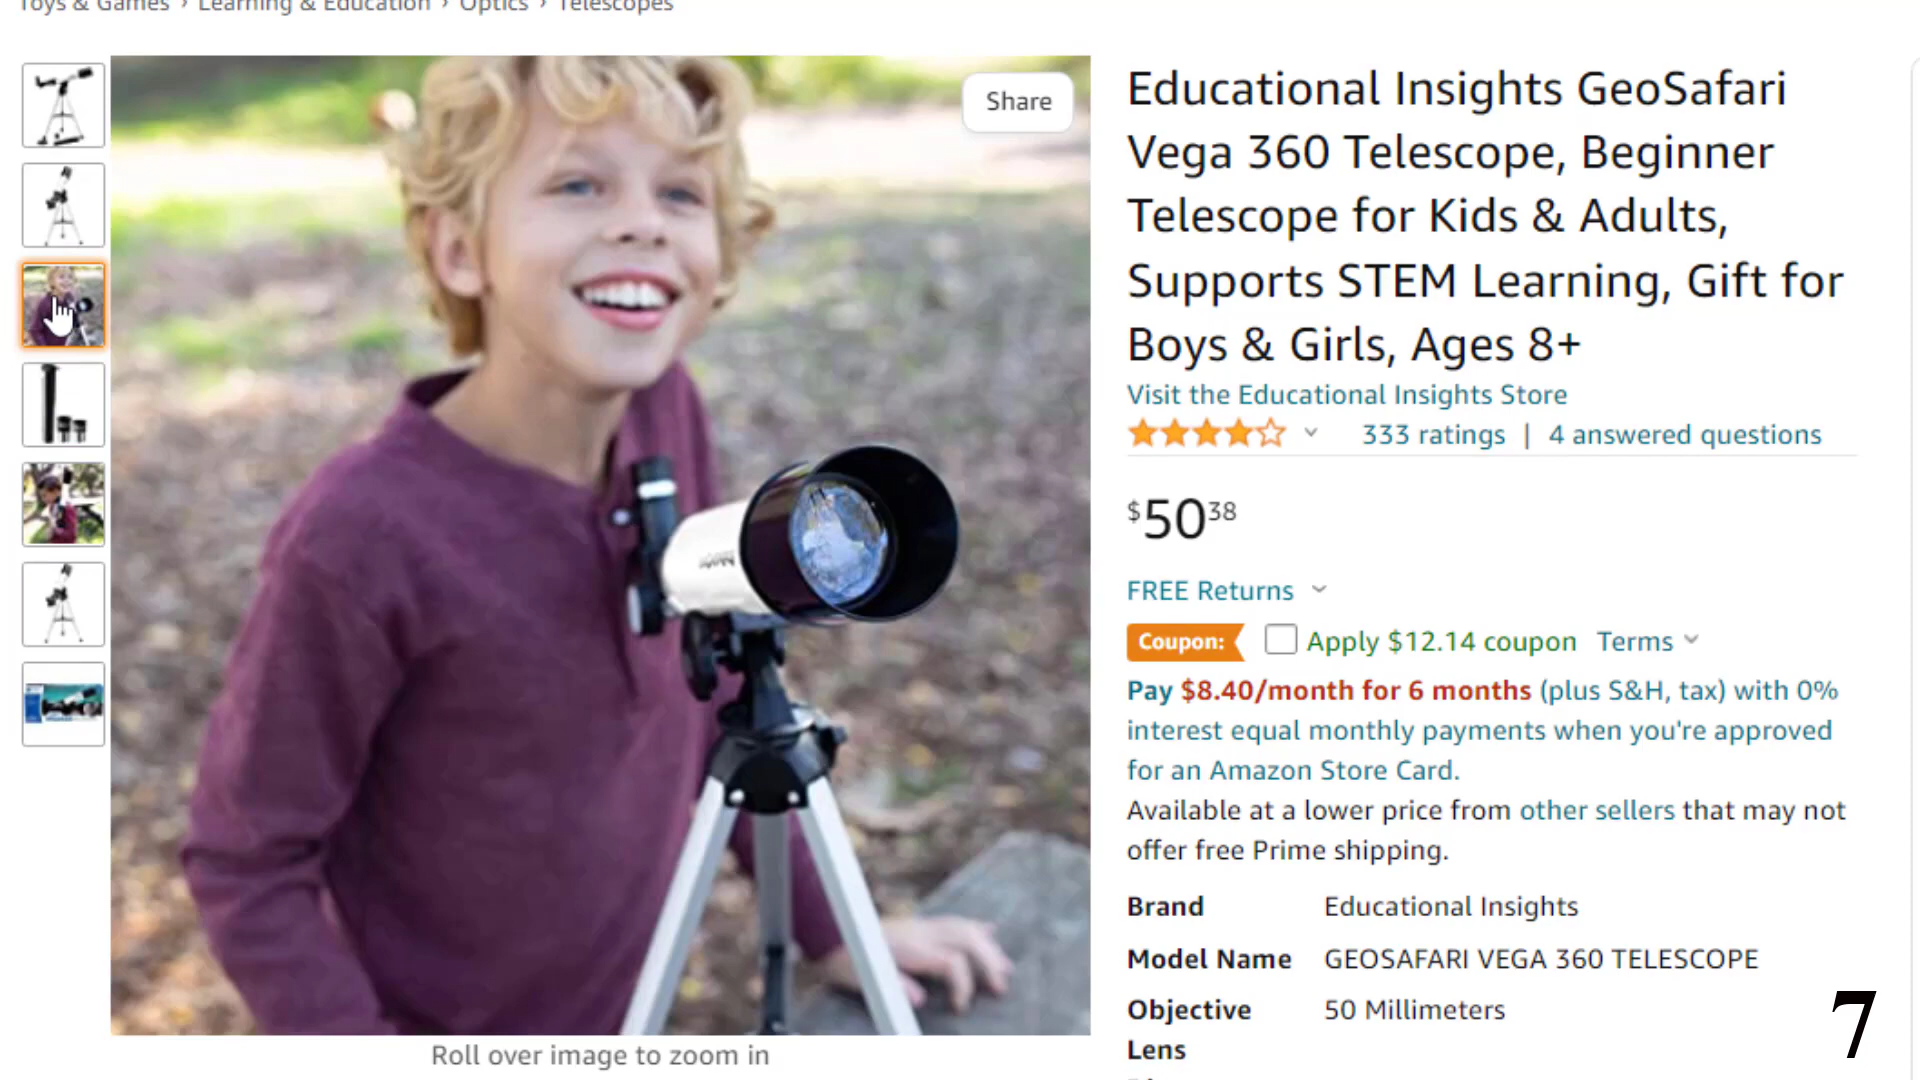 Toys & Games › Learning & Education › Optics › Telescopes
Share
Educational Insights GeoSafari
Vega 360 Telescope, Beginner
Telescope for Kids & Adults,
Supports STEM Learning, Gift for
Boys & Girls, Ages 8+
Visit the Educational Insights Store
333 ratings | 4 answered questions
$50 38
FREE Returns
Coupon: Apply $12.14 coupon Terms
Pay $8.40/month for 6 months (plus S&H, tax) with 0%
interest equal monthly payments when you're approved
for an Amazon Store Card.
Available at a lower price from other sellers that may not
offer free Prime shipping.
Brand Educational Insights
Model Name GEOSAFARI VEGA 360 TELESCOPE
Objective 50 Millimeters
Lens
Roll over image to zoom in
7